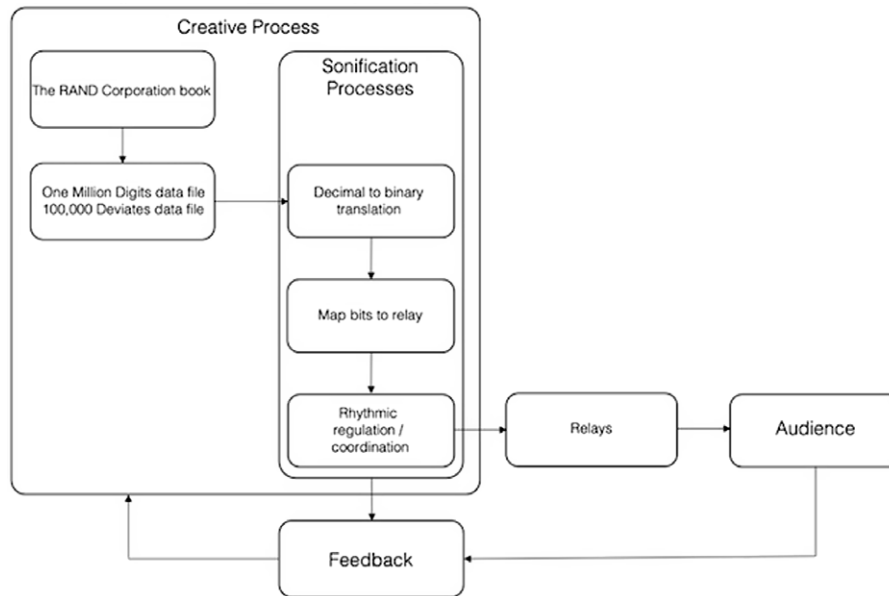 Creative Process
The RAND Corporation book
One Million Digits data file
100,000 Deviates data file
Sonification
Processes
Decimal to binary
translation
Map bits to relay
Rhythmic
regulation /
coordination
Relays
Audience
Feedback